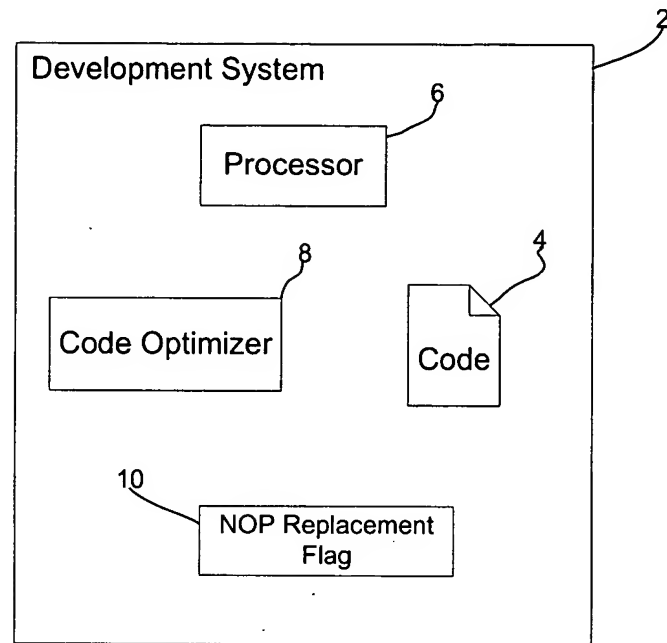 2
Development System
6
Processor
8
Code Optimizer
4
Code
10
NOP Replacement
Flag